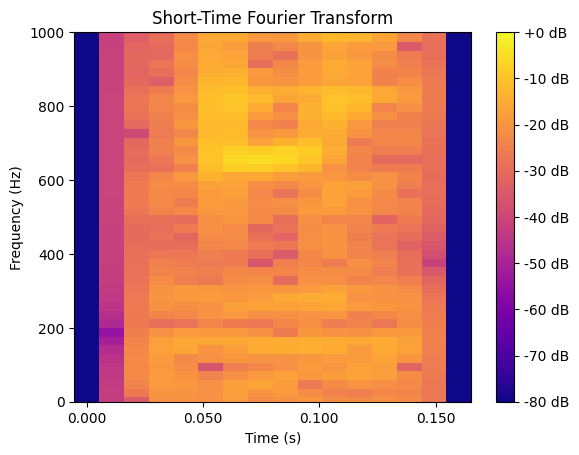 Short-Time Fourier Transform
Frequency (Hz)
1000
800
600
400
200
0
0.000
0.050
0.100
0.150
Time (s)
+0 dB
-10 dB
-20 dB
-30 dB
-40 dB
-50 dB
-60 dB
-70 dB
-80 dB